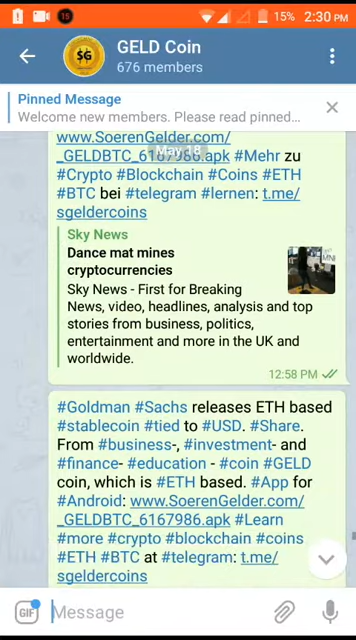 15
15%
2:30 PM
$G
GELD Coin
676 members
Pinned Message
Welcome new members. Please read pinned...
www.SoerenGelder.com/
_GELDBTC_6167986.apk #Mehr zu
May 18
#Crypto #Blockchain #Coins #ETH
#BTC bei #telegram #lernen: t.me/
sgeldercoins
Sky News
Dance mat mines
cryptocurrencies
Sky News - First for Breaking
News, video, headlines, analysis and top
stories from business, politics,
entertainment and more in the UK and
worldwide.
12:58 PM
#Goldman #Sachs releases ETH based
#stablecoin #tied to #USD. #Share.
From #business-, #investment- and
#finance- #education - #coin #GELD
coin, which is #ETH based. #App for
#Android: www.SoerenGelder.com/
_GELDBTC_6167986.apk #Learn
#more #crypto #blockchain #coins
#ETH #BTC at #telegram: t.me/
sgeldercoins
GIF
Message